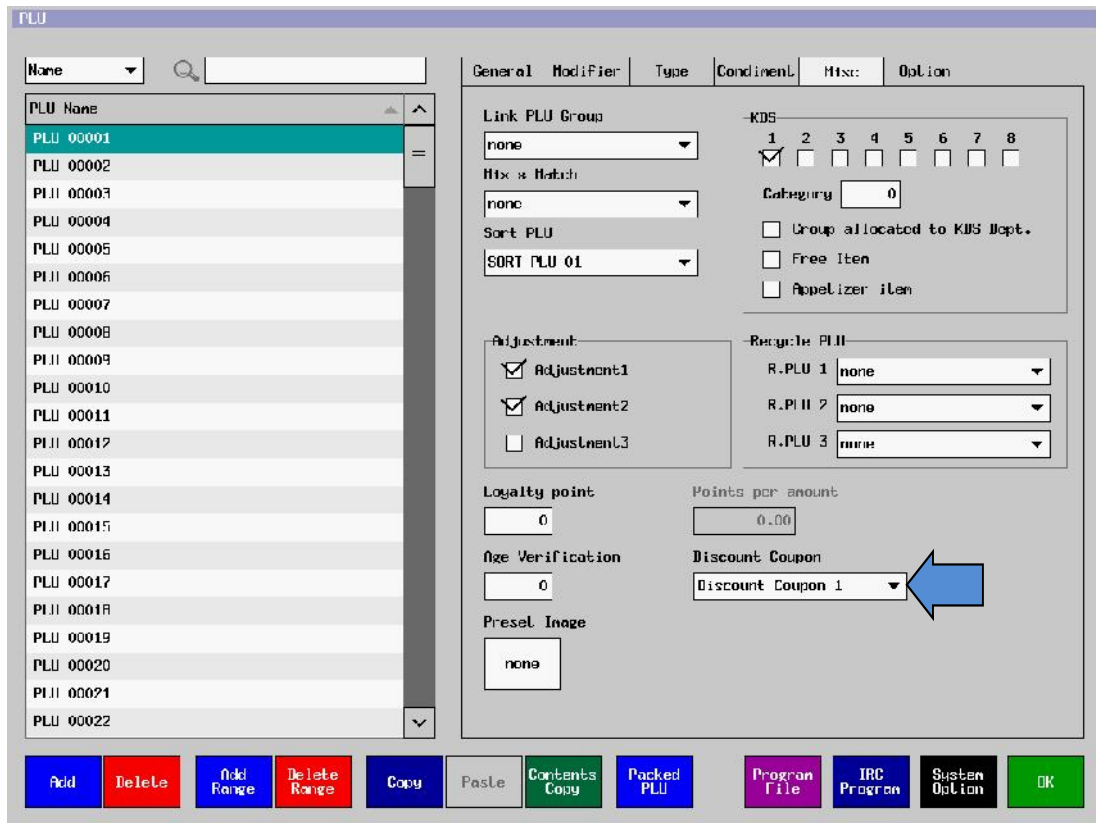 PLU
Name
General Modifier Type Condiment Misc Option
PLU Name
PLU 00001
PLU 00002
PLU 00003
PLU 00004
PLU 00005
PLU 00006
PLU 00007
PLU 00008
PLU 00009
PLU 00010
PLU 00011
PLU 00012
PLU 00013
PLU 00014
PLU 00015
PLU 00016
PLU 00017
PLU 00018
PLU 00019
PLU 00020
PLU 00021
PLU 00022
Link PLU Group
none
Mix & Match
none
Sort PLU
SORT PLU 01
KDS
1 2 3 4 5 6 7 8
Category 0
Group allocated to KDS Dept.
Free Item
Appetizer item
Adjustment
Adjustment1
Adjustment2
Adjustment3
Recycle PLU
R.PLU 1 none
R.PLU 2 none
R.PLU 3 none
Loyalty point
0
Points per amount
0.00
Age Verification
0
Discount Coupon
Discount Coupon 1
Preset Image
none
Add
Delete
Add Range
Delete Range
Copy
Paste
Contents Copy
Packed PLU
Program File
IRC Program
System Option
OK